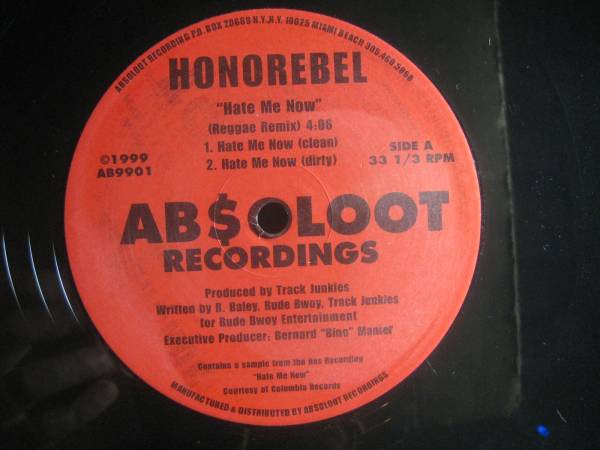 ABSOLOOT RECORDING P.O. BOX 20669 N.Y., N.Y. 10025 MIAMI BEACH 305.460.5068
HONOREBEL
"Hate Me Now"
(Reggae Remix) 4:06
1. Hate Me Now (clean)
2. Hate Me Now (dirty)
©1999
AB9901
SIDE A
33 1/3 RPM
AB$OLOOT
RECORDINGS
Produced by Track Junkies
Written by R. Baley, Rude Bwoy, Track Junkies
for Rude Bwoy Entertainment
Executive Producer: Bernard "Bino" Manier
Contains a sample from the Nas Recording
"Hate Me Now"
Courtesy of Columbia Records
MANUFACTURED & DISTRIBUTED BY ABSOLOOT RECORDINGS